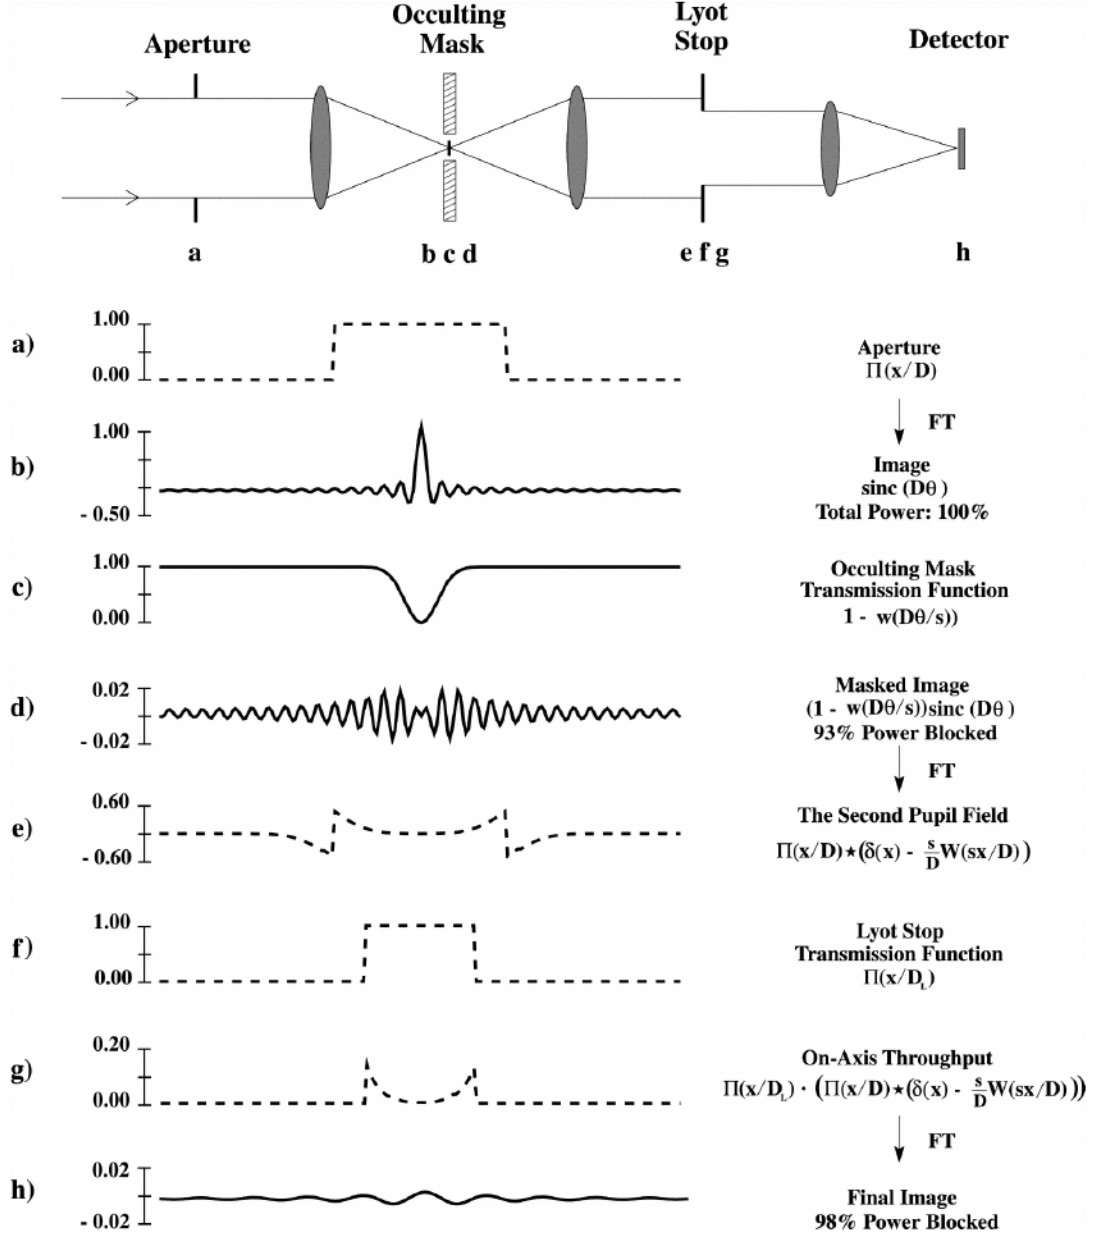 Aperture
Occulting
Mask
Lyot
Stop
Detector
a
b c d
e f g
h
a)
1.00
0.00
Aperture
Π(x/D)
FT
b)
1.00
- 0.50
Image
sinc (Dθ)
Total Power: 100%
c)
1.00
0.00
Occulting Mask
Transmission Function
1 - w(Dθ/s))
d)
0.02
- 0.02
Masked Image
(1 - w(Dθ/s))sinc (Dθ)
93% Power Blocked
FT
e)
0.60
- 0.60
The Second Pupil Field
Π(x/D)⋆(δ(x) - s/D W(sx/D))
f)
1.00
0.00
Lyot Stop
Transmission Function
Π(x/D_L)
g)
0.20
0.00
On-Axis Throughput
Π(x/D_L) · (Π(x/D)⋆(δ(x) - s/D W(sx/D)))
FT
h)
0.02
- 0.02
Final Image
98% Power Blocked